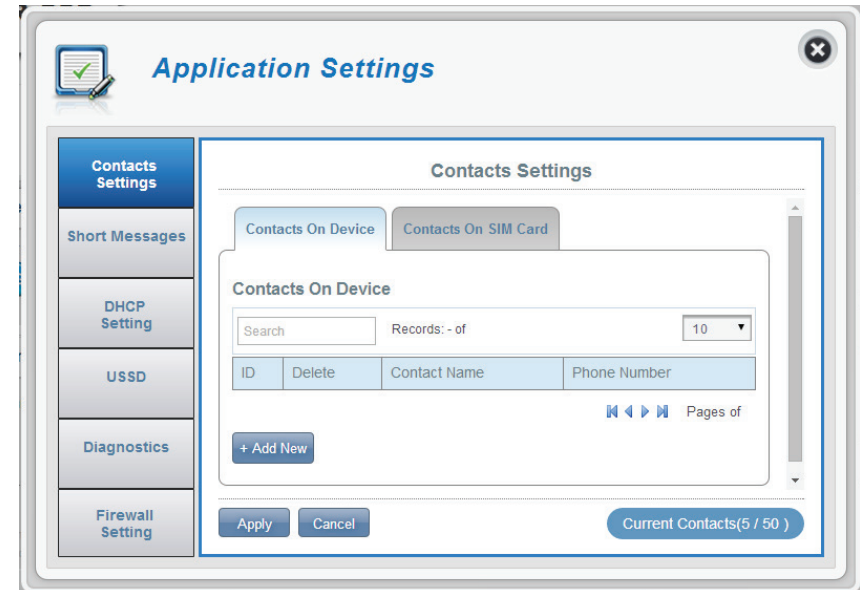 Application Settings
Contacts
Settings
Short Messages
DHCP
Setting
USSD
Diagnostics
Firewall
Setting
Contacts Settings
Contacts On Device
Contacts On SIM Card
Contacts On Device
Search
Records: - of
10
ID Delete Contact Name Phone Number
Pages of
+ Add New
Apply
Cancel
Current Contacts(5 / 50 )